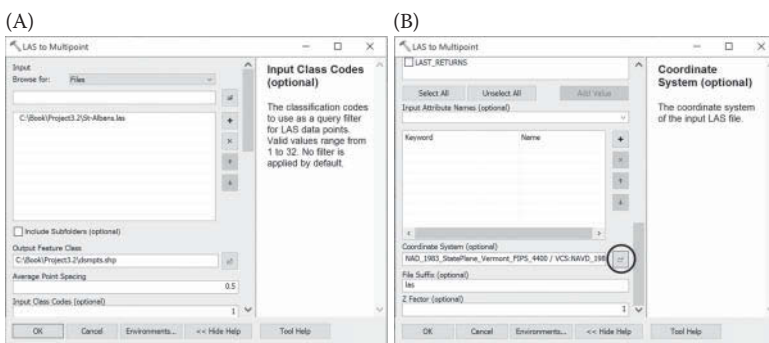 (A)
LAS to Multipoint
Input
Browse for: Files
C:\Book\Project3.2\St-Albans.las
Include Subfolders (optional)
Output Feature Class
C:\Book\Project3.2\dsmpts.shp
Average Point Spacing
0.5
Input Class Codes (optional)
1
OK Cancel Environments... << Hide Help Tool Help
Input Class Codes
(optional)
The classification codes
to use as a query filter
for LAS data points.
Valid values range from
1 to 32. No filter is
applied by default.
(B)
LAS to Multipoint
LAST_RETURNS
Select All Unselect All Add Value
Input Attribute Names (optional)
Keyword Name
Coordinate System (optional)
NAD_1983_StatePlane_Vermont_FIPS_4400 / VCS:NAVD_198
File Suffix (optional)
las
Z Factor (optional)
1
OK Cancel Environments... << Hide Help Tool Help
Coordinate
System (optional)
The coordinate system
of the input LAS file.